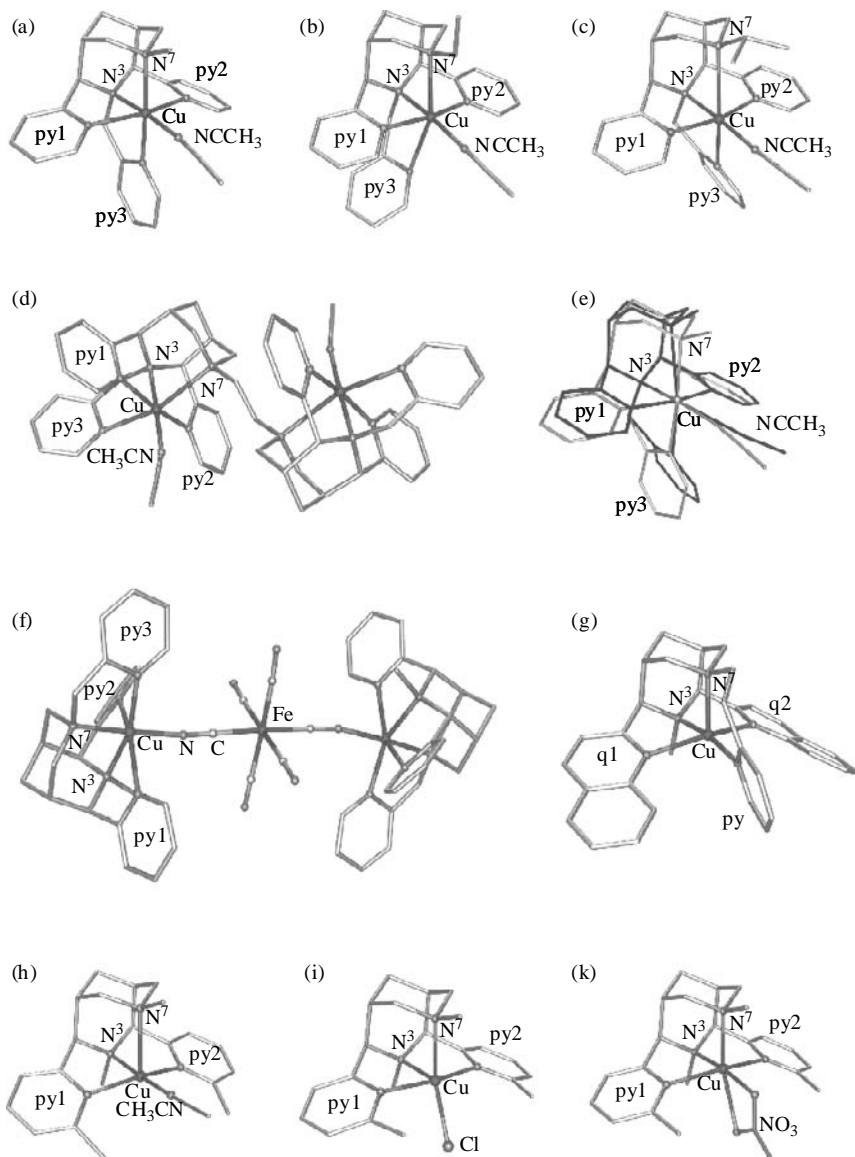 (a)
N⁷
py2
N³
py1
Cu
NCCH₃
py3
(b)
N³
N⁷
py2
py1
Cu
NCCH₃
py3
(c)
N⁷
N³
py2
Cu
py1
NCCH₃
py3
(d)
py1
N³
N⁷
Cu
py3
CH₃CN
py2
(e)
N³
N⁷
py2
py1
Cu
NCCH₃
py3
(f)
py3
py2
Fe
N⁷
Cu
N
C
N³
py1
(g)
N³
N⁷
q2
q1
Cu
py
(h)
N³
N⁷
py2
Cu
py1
CH₃CN
(i)
N³
N⁷
py2
Cu
py1
Cl
(k)
N³
N⁷
py2
Cu
py1
NO₃